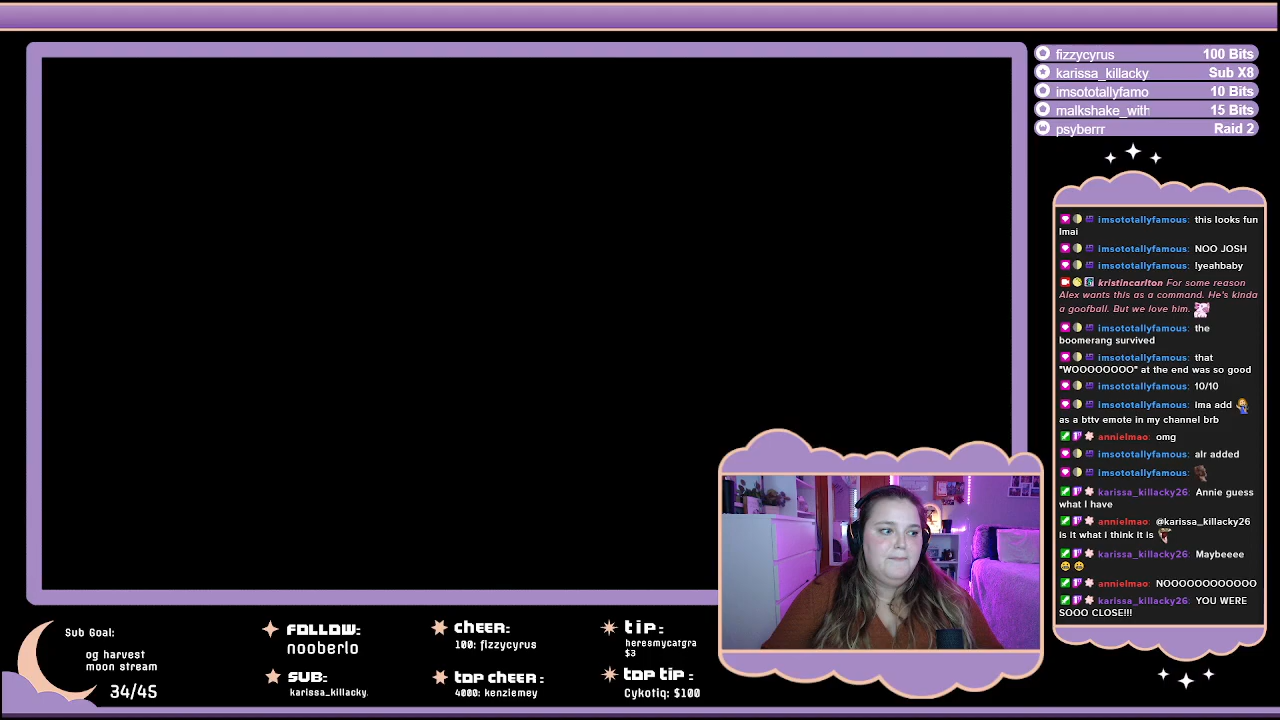 fizzycyrus 100 Bits
karissa_killacky Sub X8
imsototallyfamo 10 Bits
malkshake_with 15 Bits
psyberrr Raid 2
imsototallyfamous: this looks fun
lmai
imsototallyfamous: NOO JOSH
imsototallyfamous: lyeahbaby
kristincarlton For some reason
Alex wants this as a command. He's kinda
a goofball. But we love him.
imsototallyfamous: the
boomerang survived
imsototallyfamous: that
"WOOOOOOOO" at the end was so good
imsototallyfamous: 10/10
imsototallyfamous: Ima add
as a bttv emote in my channel brb
annielmao: omg
imsototallyfamous: alr added
imsototallyfamous:
karissa_killacky26: Annie guess
what I have
annielmao: @karissa_killacky26
is it what I think it is
karissa_killacky26: Maybeeee
annielmao: NOOOOOOOOOOOO
karissa_killacky26: YOU WERE
SOOO CLOSE!!!
Sub Goal:
og harvest
moon stream
34/45
FOLLOW:
nooberlo
SUB:
karissa_killacky
CHEER:
100: fizzycyrus
TOP CHEER:
4000: kenziemey
TIP:
heresmycatgra
$3
TOP TIP:
Cykotiq: $100